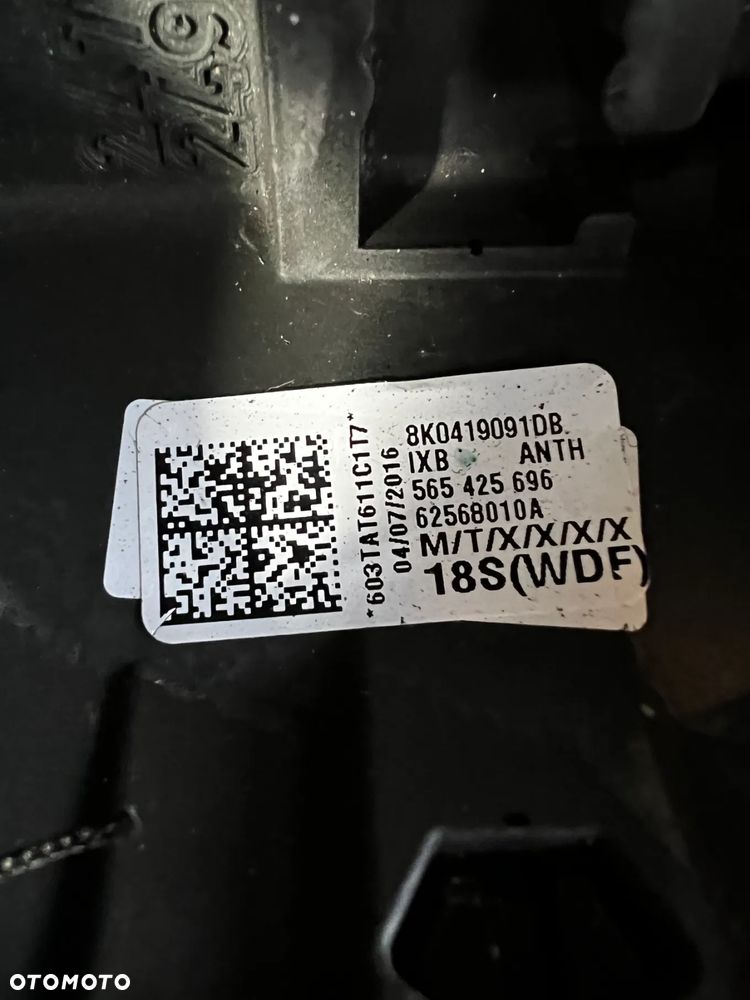 8K0419091DB
IXB ANTH
565 425 696
62568010A
M/T/X/X/X/X
18S(WDF)
*603TAT611C1T7*
04/07/2016
OTOMOTO